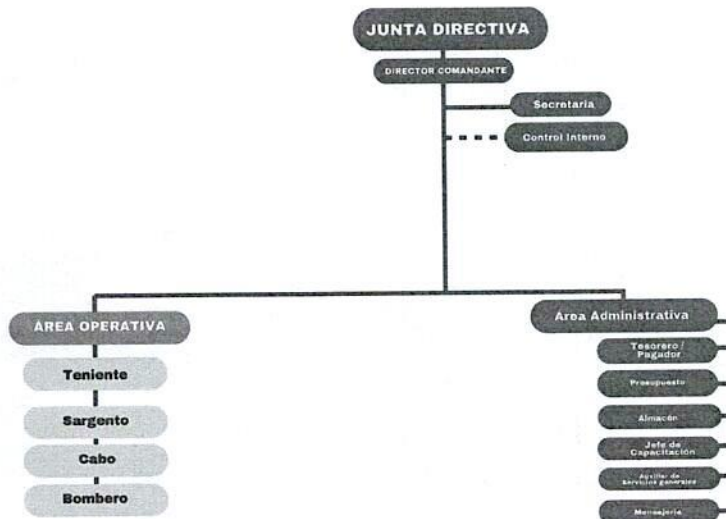 JUNTA DIRECTIVA
DIRECTOR COMANDANTE
Secretaria
Control Interno
ÁREA OPERATIVA
Teniente
Sargento
Cabo
Bombero
Área Administrativa
Tesorero /
Pagador
Presupuesto
Almacén
Jefe de
Capacitación
Auxiliar de
Servicios generales
Mensajería